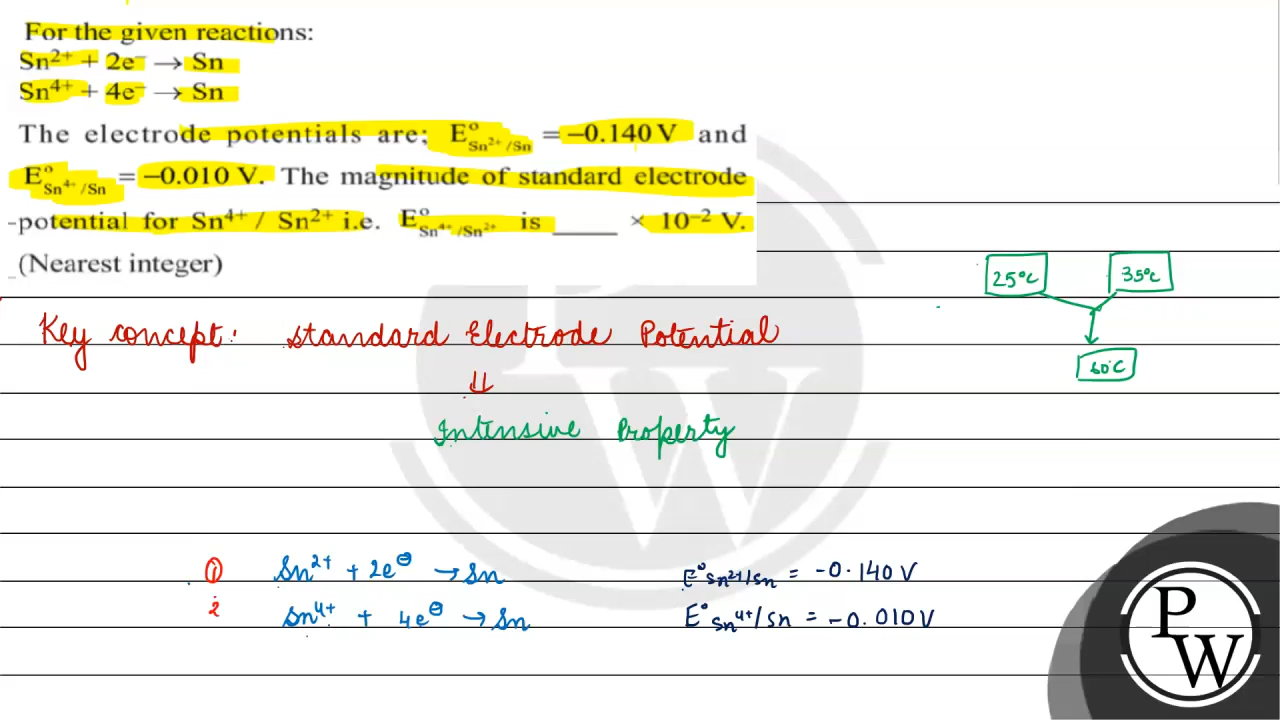 For the given reactions:
Sn²⁺ + 2e⁻ → Sn
Sn⁴⁺ + 4e⁻ → Sn
The electrode potentials are; E°Sn²⁺/Sn = –0.140 V and
E°Sn⁴⁺/Sn = –0.010 V. The magnitude of standard electrode
potential for Sn⁴⁺ / Sn²⁺ i.e. E°Sn⁴⁺/Sn²⁺ is _____ × 10⁻² V.
(Nearest integer)
25°C 35°C
60°C
Key concept: Standard Electrode Potential
⇓
Intensive Property
① Sn²⁺ + 2e⊖ → Sn E°Sn²⁺/Sn = -0.140 V
2 Sn⁴⁺ + 4e⊖ → Sn E°Sn⁴⁺/Sn = -0.010 V
PW